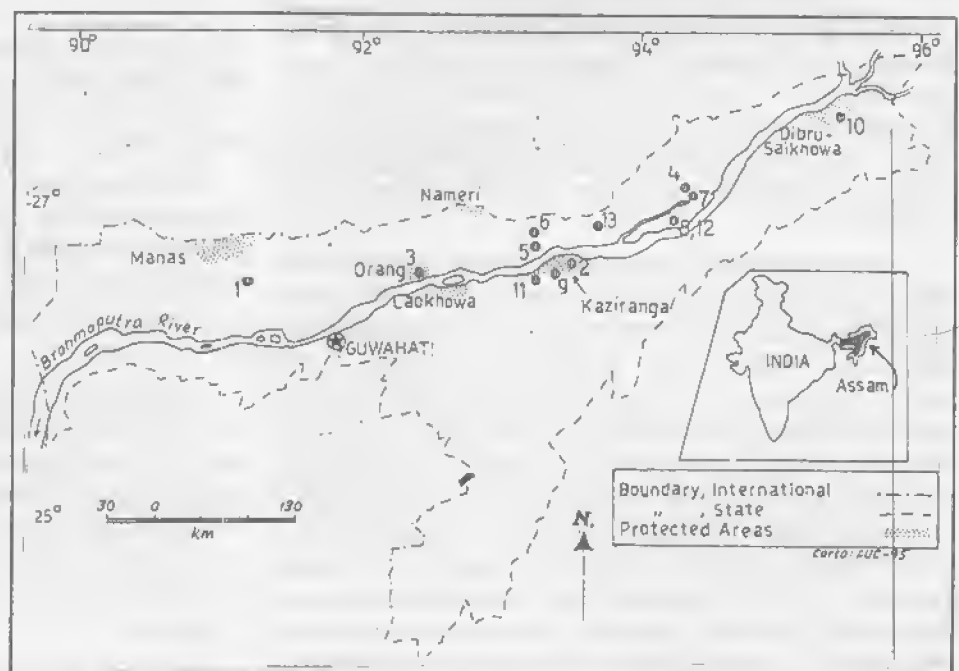 90° 92° 94° 96°
Dibru-
Saikhowa
10
4
7
Nameri
27°
6
13
8,12
Manas
5
3
Orang
2
1
Laokhowa
11
9
Kaziranga
Brahmaputra River
GUWAHATI
INDIA
Assam
Boundary, International
" , State
Protected Areas
25°
30 0 130
km
N.